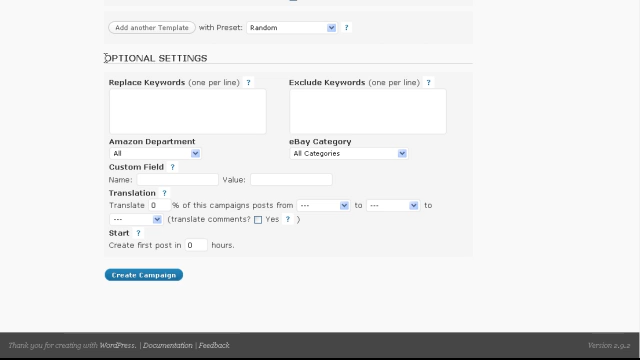 Add another Template with Preset: Random ?
OPTIONAL SETTINGS
Replace Keywords (one per line) ? Exclude Keywords (one per line) ?
Amazon Department eBay Category
All All Categories
Custom Field ?
Name: Value:
Translation ?
Translate 0 % of this campaigns posts from --- to --- to
--- (translate comments? Yes ? )
Start ?
Create first post in 0 hours.
Create Campaign
Thank you for creating with WordPress. | Documentation | Feedback Version 2.9.2